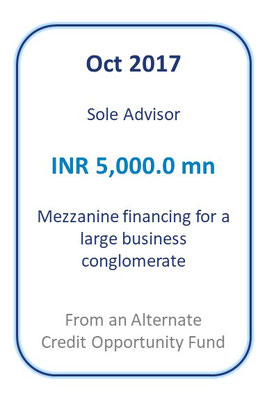 Oct 2017
Sole Advisor
INR 5,000.0 mn
Mezzanine financing for a
large business
conglomerate
From an Alternate
Credit Opportunity Fund